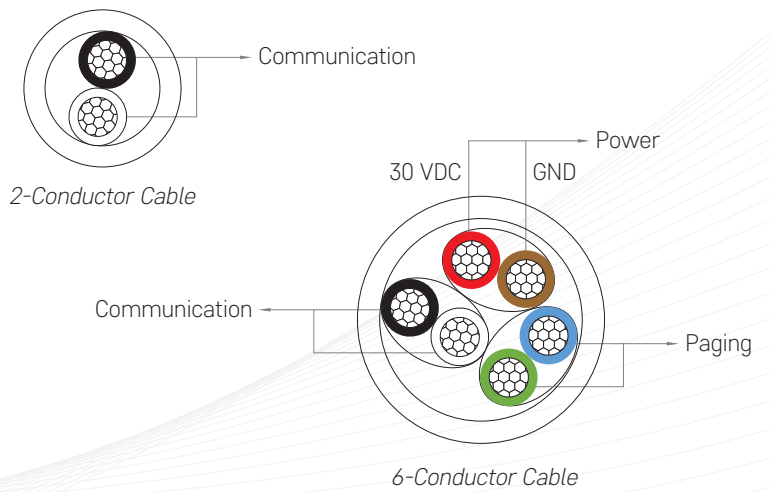 Communication
2-Conductor Cable
Power
30 VDC
GND
Communication
Paging
6-Conductor Cable